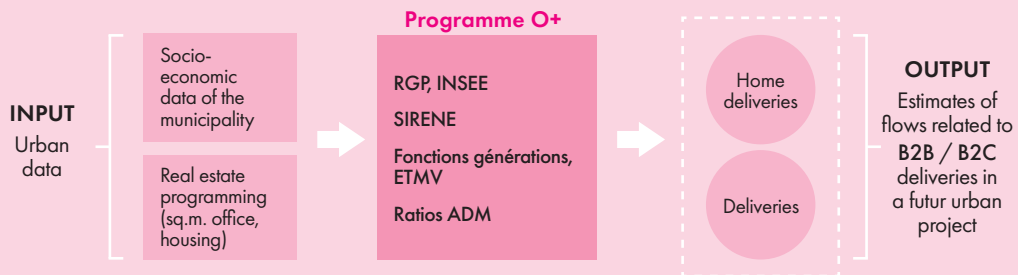 Programme O+
INPUT
Urban
data
Socio-
economic
data of the
municipality
Real estate
programming
(sq.m. office,
housing)
RGP, INSEE
SIRENE
Fonctions générations,
ETMV
Ratios ADM
Home
deliveries
Deliveries
OUTPUT
Estimates of
flows related to
B2B / B2C
deliveries in
a futur urban
project